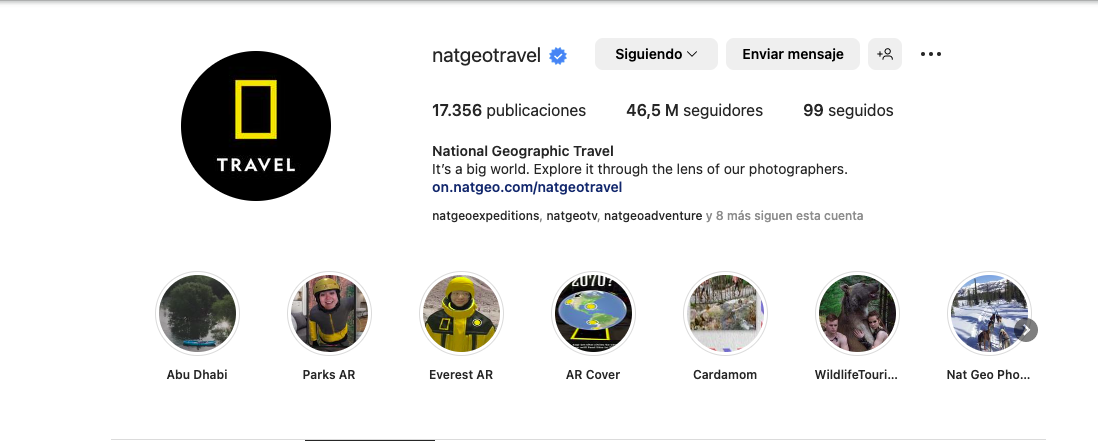 natgeotravel
Siguiendo
Enviar mensaje
17.356 publicaciones 46,5 M seguidores 99 seguidos
TRAVEL
National Geographic Travel
It's a big world. Explore it through the lens of our photographers.
on.natgeo.com/natgeotravel
natgeoexpeditions, natgeotv, natgeoadventure y 8 más siguen esta cuenta
2070?
Abu Dhabi
Parks AR
Everest AR
AR Cover
Cardamom
WildlifeTouri...
Nat Geo Pho...